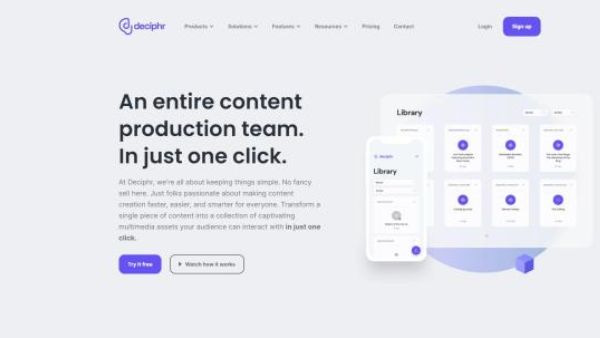 deciphr
Products
Solutions
Features
Resources
Pricing
Contact
Login
Sign up
An entire content
production team.
In just one click.
At Deciphr, we're all about keeping things simple. No fancy
sell here. Just folks passionate about making content
creation faster, easier, and smarter for everyone. Transform a
single piece of content into a collection of captivating
multimedia assets your audience can interact with in just one
click.
Try it free
Watch how it works
Library
deciphr
Library